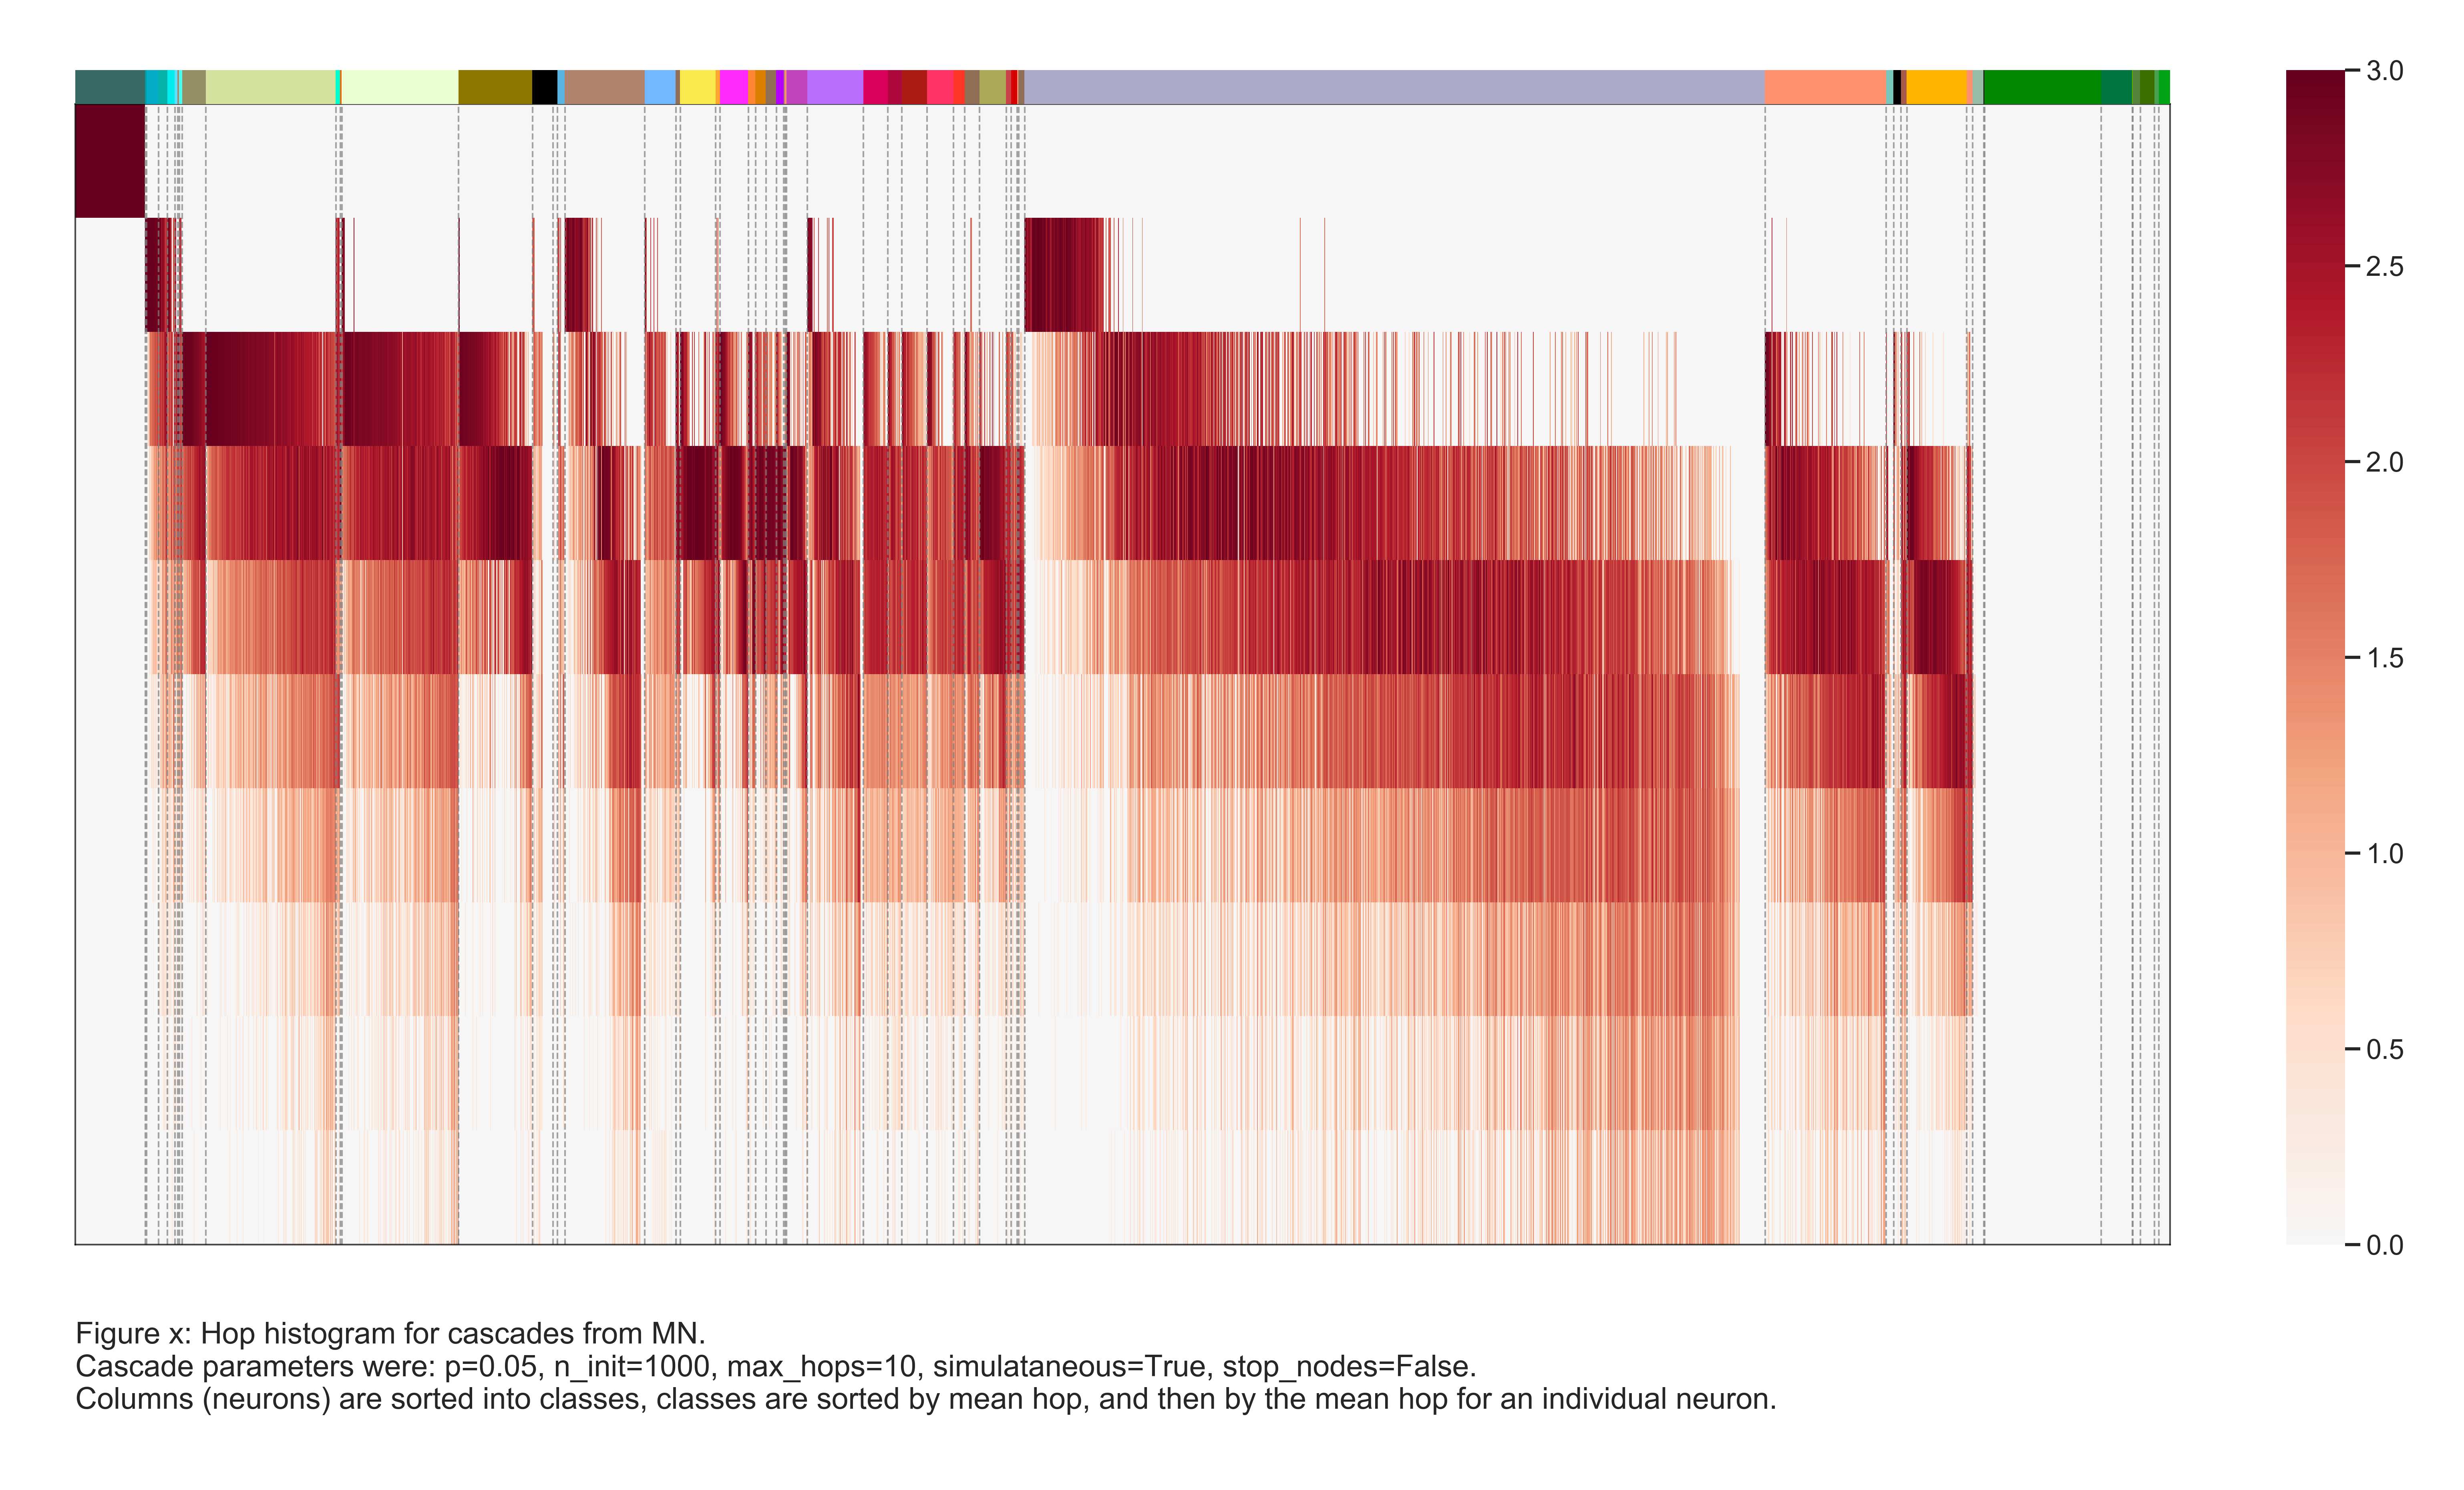 3.0
2.5
2.0
1.5
1.0
0.5
0.0
Figure x: Hop histogram for cascades from MN.
Cascade parameters were: p=0.05, n_init=1000, max_hops=10, simulataneous=True, stop_nodes=False.
Columns (neurons) are sorted into classes, classes are sorted by mean hop, and then by the mean hop for an individual neuron.